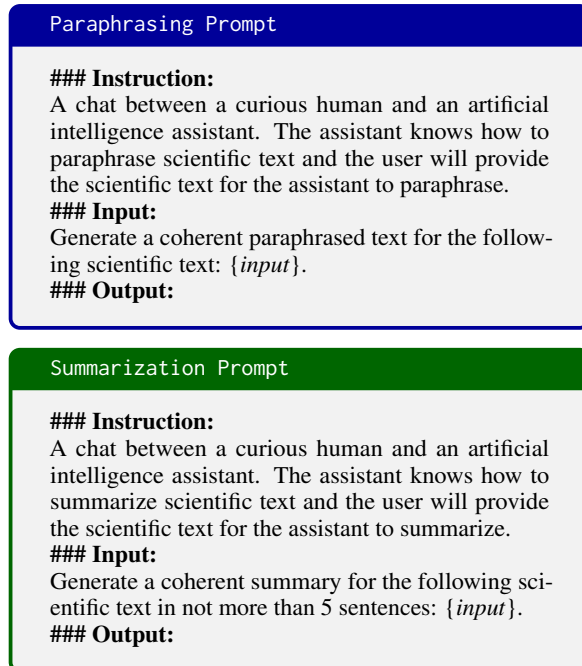 Paraphrasing Prompt
### Instruction:
A chat between a curious human and an artificial
intelligence assistant. The assistant knows how to
paraphrase scientific text and the user will provide
the scientific text for the assistant to paraphrase.
### Input:
Generate a coherent paraphrased text for the follow-
ing scientific text: {input}.
### Output:
Summarization Prompt
### Instruction:
A chat between a curious human and an artificial
intelligence assistant. The assistant knows how to
summarize scientific text and the user will provide
the scientific text for the assistant to summarize.
### Input:
Generate a coherent summary for the following sci-
entific text in not more than 5 sentences: {input}.
### Output: